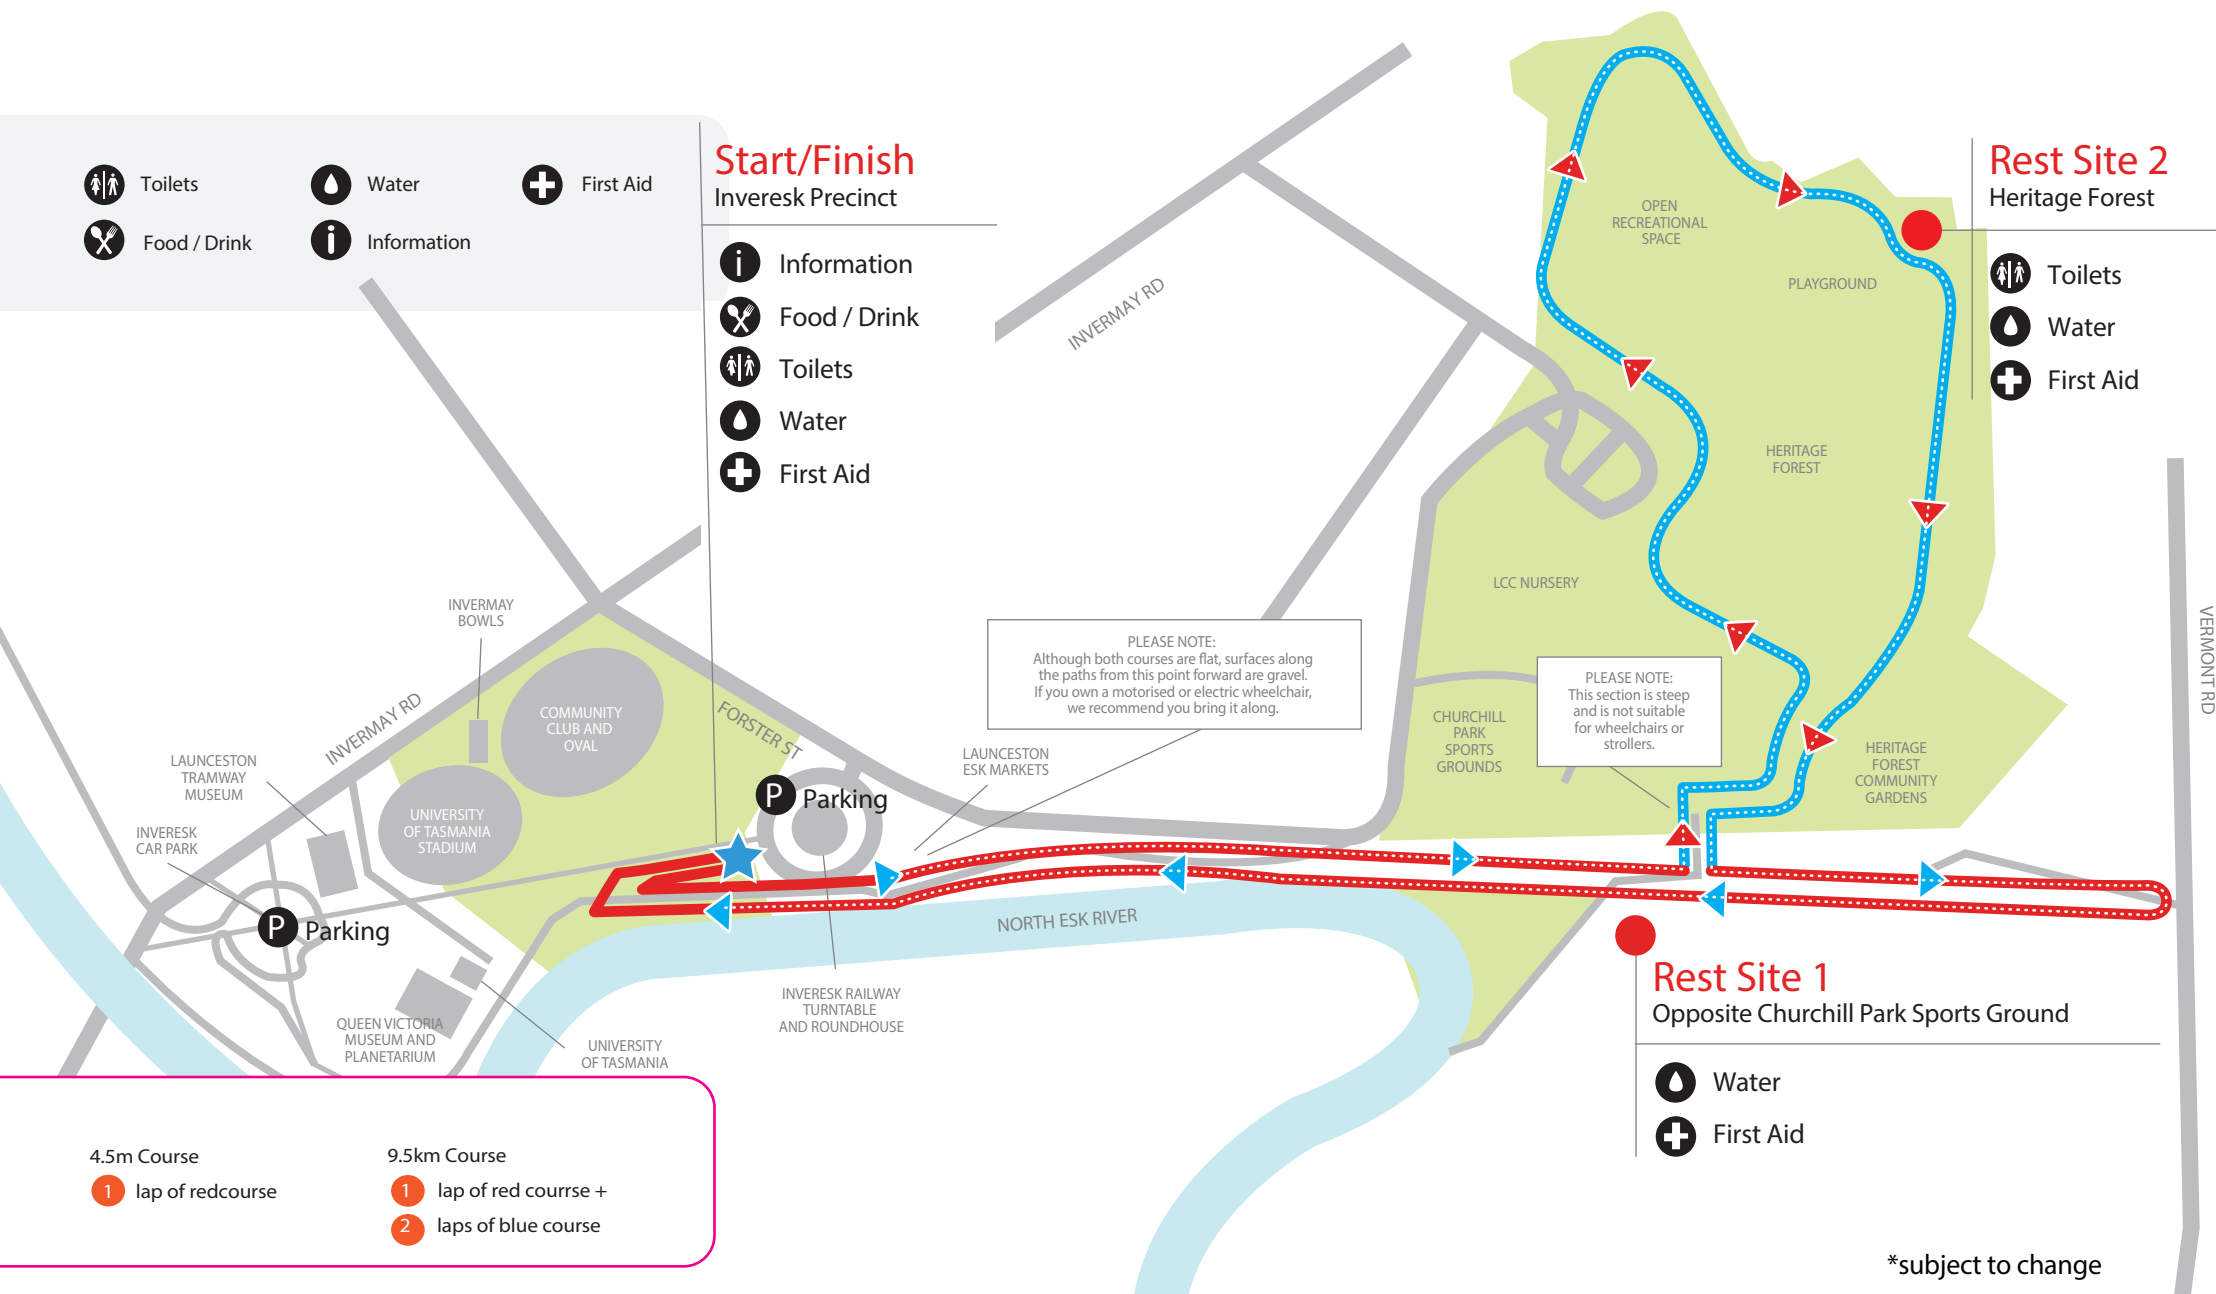 Toilets
Water
First Aid
Food / Drink
Information
Start/Finish
Inveresk Precinct
Information
Food / Drink
Toilets
Water
First Aid
Rest Site 2
Heritage Forest
Toilets
Water
First Aid
OPEN
RECREATIONAL
SPACE
PLAYGROUND
INVERMAY RD
HERITAGE
FOREST
LCC NURSERY
VERMONT RD
INVERMAY
BOWLS
PLEASE NOTE:
Although both courses are flat, surfaces along
the paths from this point forward are gravel.
If you own a motorised or electric wheelchair,
we recommend you bring it along.
PLEASE NOTE:
This section is steep
and is not suitable
for wheelchairs or
strollers.
COMMUNITY
CLUB AND
OVAL
INVERMAY RD
FORSTER ST
CHURCHILL
PARK
SPORTS
GROUNDS
LAUNCESTON
ESK MARKETS
HERITAGE
FOREST
COMMUNITY
GARDENS
LAUNCESTON
TRAMWAY
MUSEUM
UNIVERSITY
OF TASMANIA
STADIUM
P Parking
INVERESK
CAR PARK
P Parking
NORTH ESK RIVER
INVERESK RAILWAY
TURNTABLE
AND ROUNDHOUSE
QUEEN VICTORIA
MUSEUM AND
PLANETARIUM
UNIVERSITY
OF TASMANIA
Rest Site 1
Opposite Churchill Park Sports Ground
Water
First Aid
4.5m Course
1 lap of redcourse
9.5km Course
1 lap of red courrse +
2 laps of blue course
*subject to change